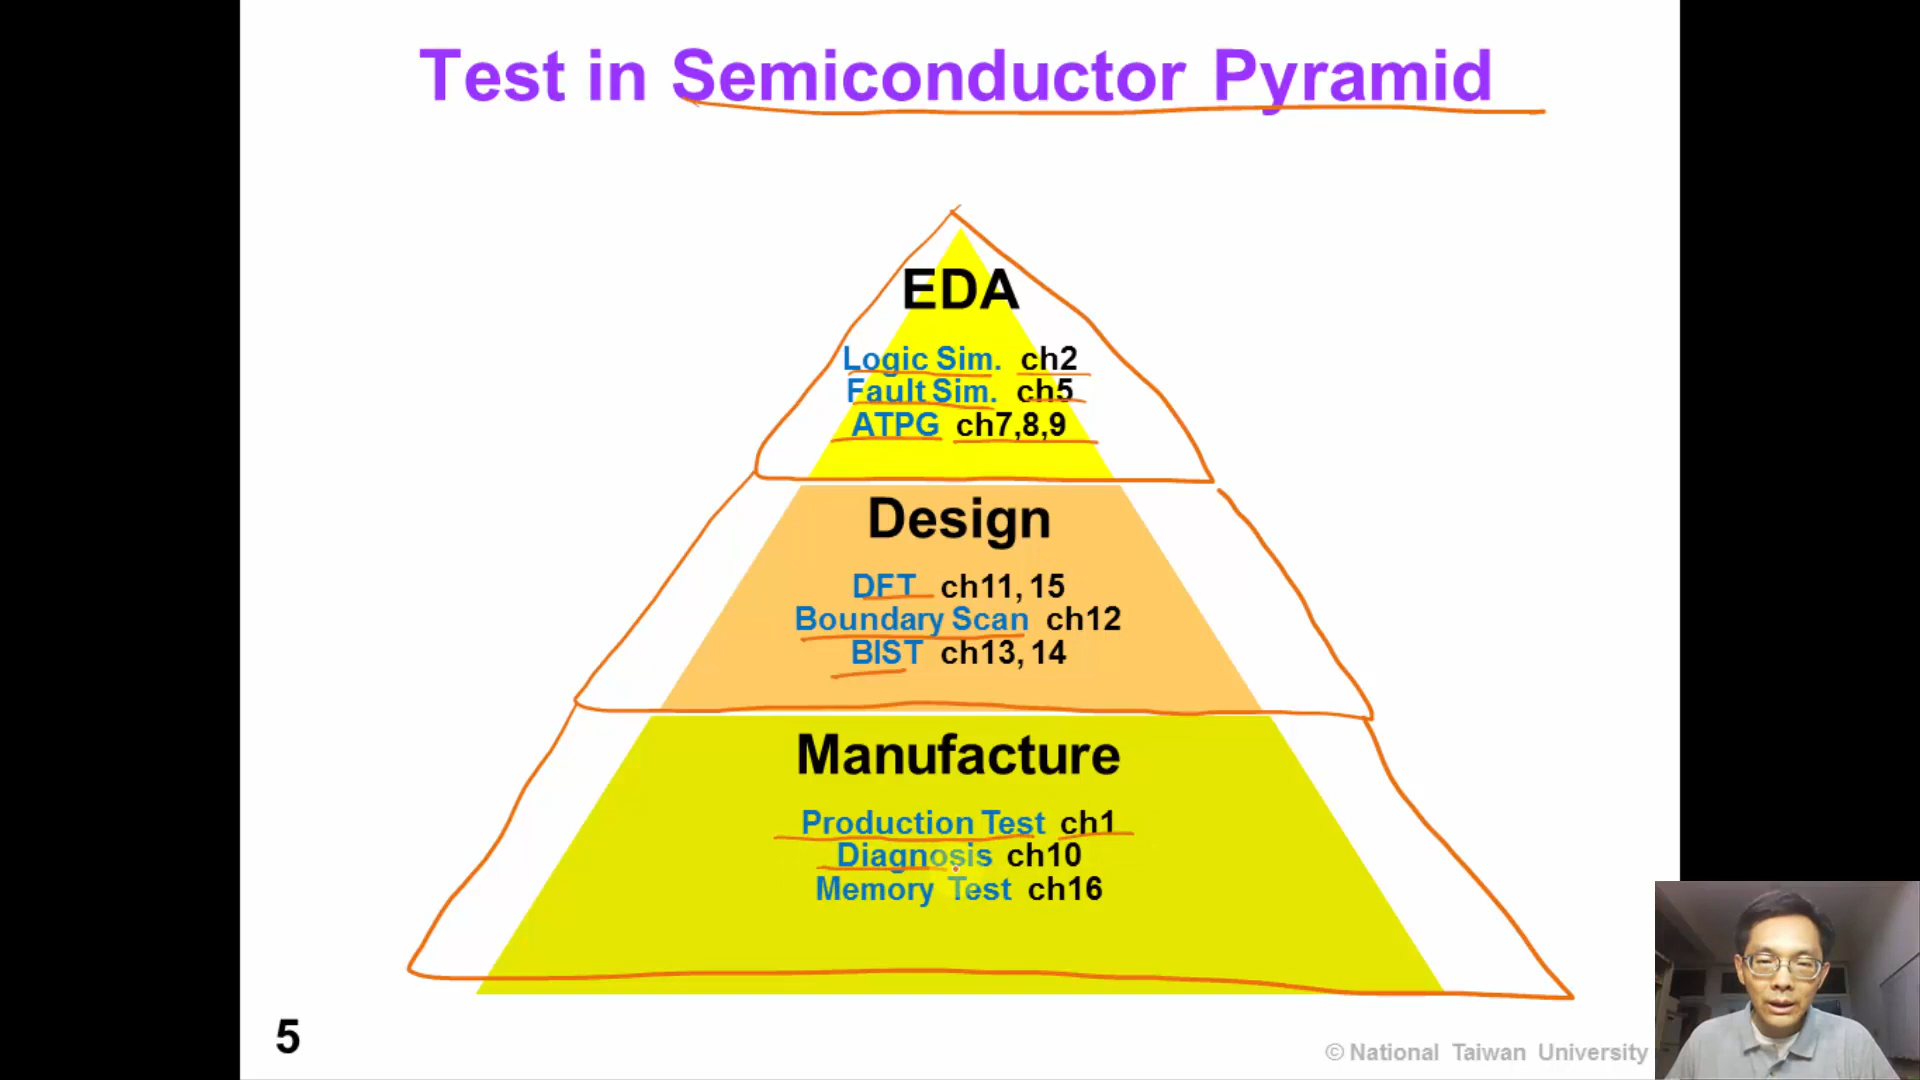 Test in Semiconductor Pyramid
EDA
Logic Sim. ch2
Fault Sim. ch5
ATPG ch7,8,9
Design
DFT ch11, 15
Boundary Scan ch12
BIST ch13, 14
Manufacture
Production Test ch1
Diagnosis ch10
Memory Test ch16
5
© National Taiwan University